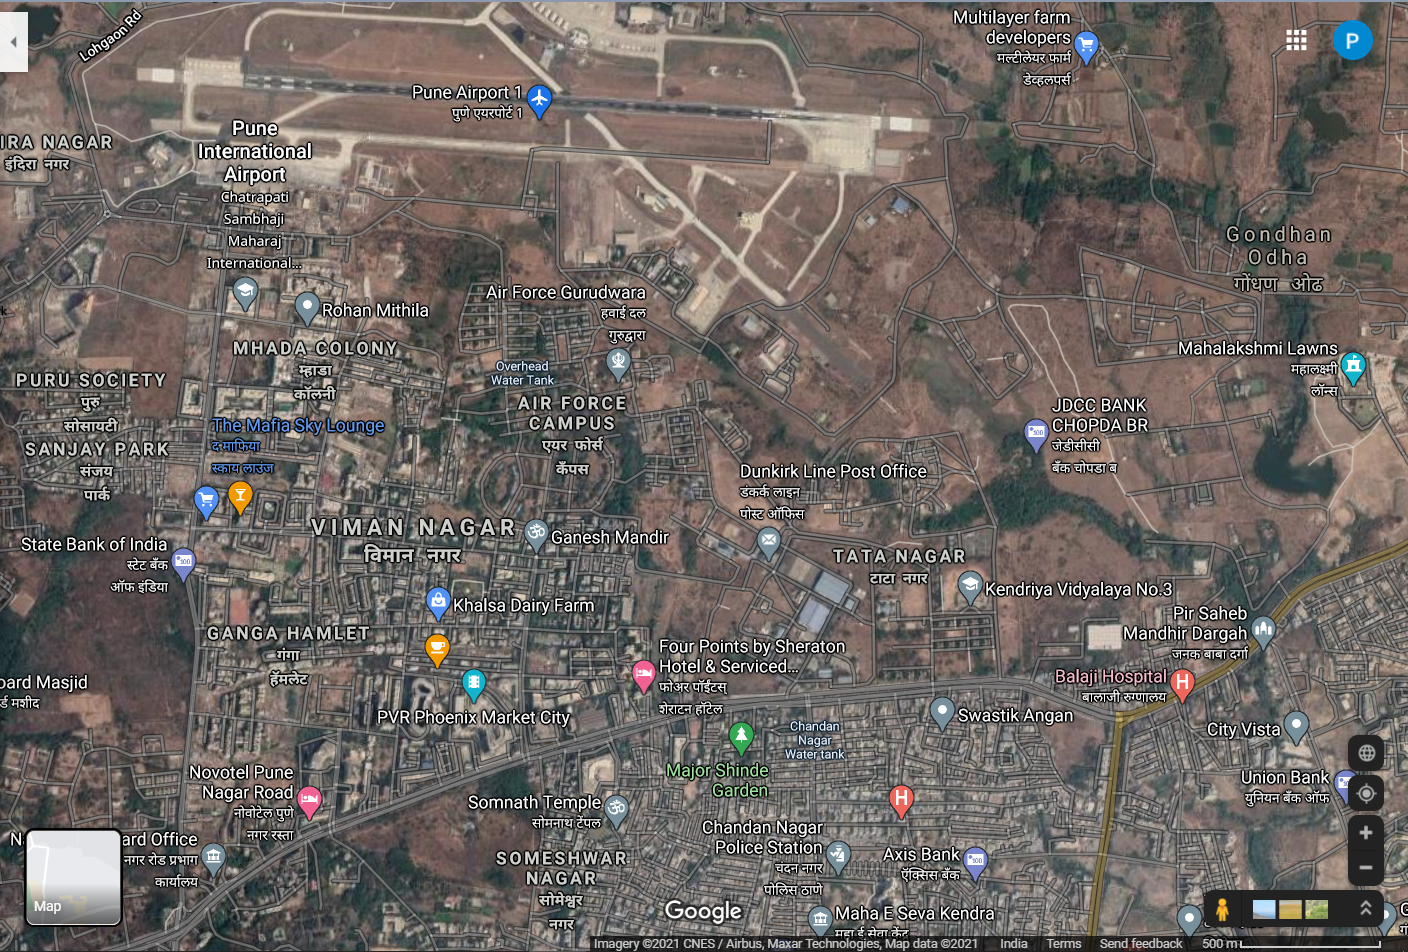 Lohgaon Rd
Multilayer farm
developers
मल्टीलेयर फार्म
डेव्हलपर्स
P
Pune Airport 1
पुणे एयरपोर्ट 1
IRA NAGAR
इंदिरा नगर
Pune
International
Airport
Chatrapati
Sambhaji
Maharaj
International...
Gondhan
Odha
गोंधण ओढ
Air Force Gurudwara
हवाई दल
गुरुद्वारा
Rohan Mithila
MHADA COLONY
म्हाडा
कॉलनी
Overhead
Water Tank
Mahalakshmi Lawns
महालक्ष्मी
लॉन्स
PURU SOCIETY
पुरु
सोसायटी
SANJAY PARK
संजय
पार्क
The Mafia Sky Lounge
द माफिया
स्काय लाउंज
AIR FORCE
CAMPUS
एयर फोर्स
कॅंपस
JDCC BANK
CHOPDA BR
जेडीसीसी
बँक चोपडा ब
Dunkirk Line Post Office
डंकर्क लाइन
पोस्ट ऑफिस
VIMAN NAGAR
विमान नगर
Ganesh Mandir
State Bank of India
स्टेट बँक
ऑफ इंडिया
TATA NAGAR
टाटा नगर
Kendriya Vidyalaya No.3
Khalsa Dairy Farm
Pir Saheb
Mandhir Dargah
जनक बाबा दर्गा
GANGA HAMLET
गंगा
हॅमलेट
Four Points by Sheraton
Hotel & Serviced...
फोअर पॉईंटस्
शेराटन हॉटेल
oard Masjid
र्ड मशीद
Balaji Hospital
बालाजी रुग्णालय
PVR Phoenix Market City
Swastik Angan
Chandan
Nagar
Water tank
City Vista
Major Shinde
Garden
Novotel Pune
Nagar Road
नोवोटेल पुणे
नगर रस्ता
Union Bank
युनियन बँक ऑफ
Somnath Temple
सोमनाथ टेंपल
Chandan Nagar
Police Station
चंदन नगर
पोलिस ठाणे
ard Office
नगर रोड प्रभाग
कार्यालय
Axis Bank
ऍक्सिस बँक
SOMESHWAR
NAGAR
सोमेश्वर
नगर
Map
Google
Maha E Seva Kendra
महा ई सेवा केंद्र
Imagery ©2021 CNES / Airbus, Maxar Technologies, Map data ©2021 India Terms Send feedback 500 m